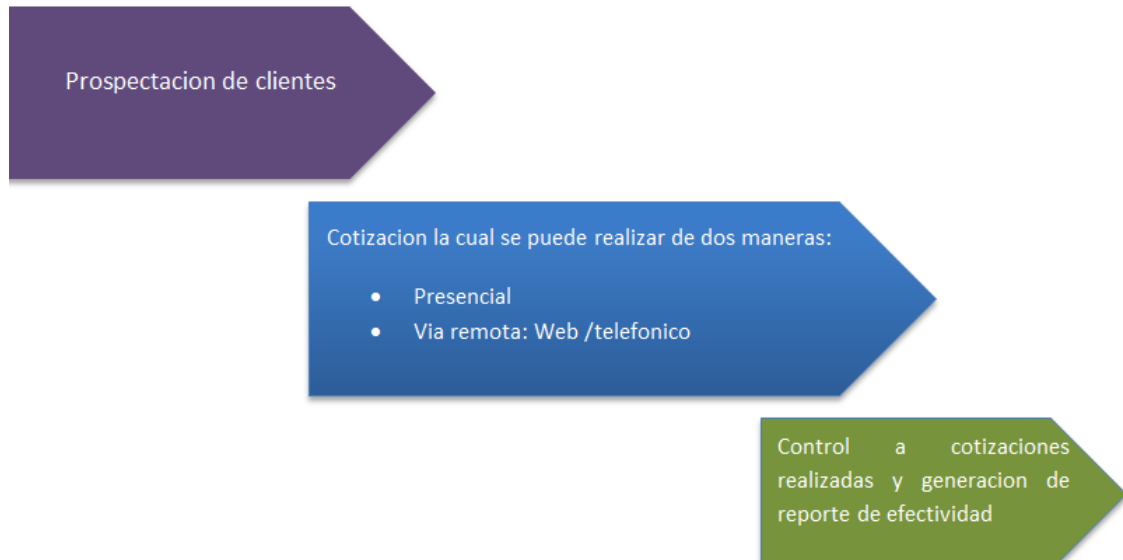 Prospectacion de clientes
Cotizacion la cual se puede realizar de dos maneras:
• Presencial
• Via remota: Web /telefonico
Control a cotizaciones
realizadas y generacion de
reporte de efectividad